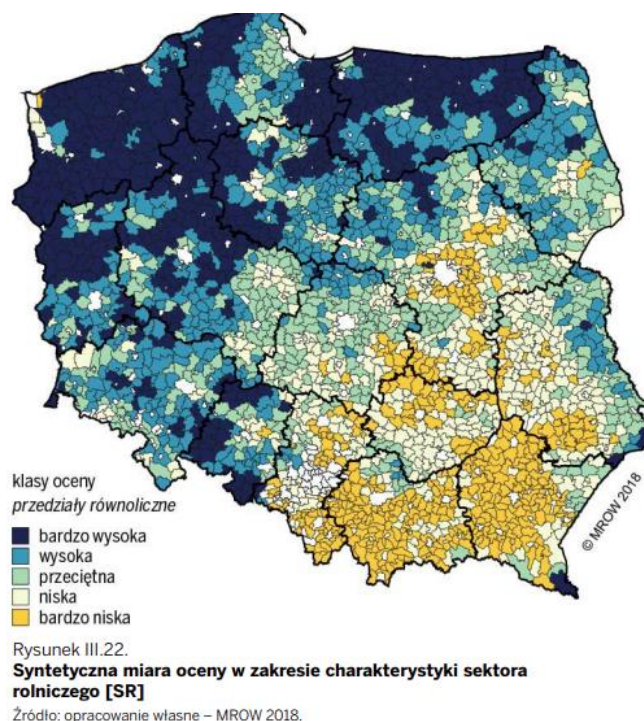 klasy oceny
przedziały równoliczne
bardzo wysoka
wysoka
przeciętna
niska
bardzo niska
© MROW 2018
Rysunek III.22.
Syntetyczna miara oceny w zakresie charakterystyki sektora
rolniczego [SR]
Źródło: opracowanie własne – MROW 2018.